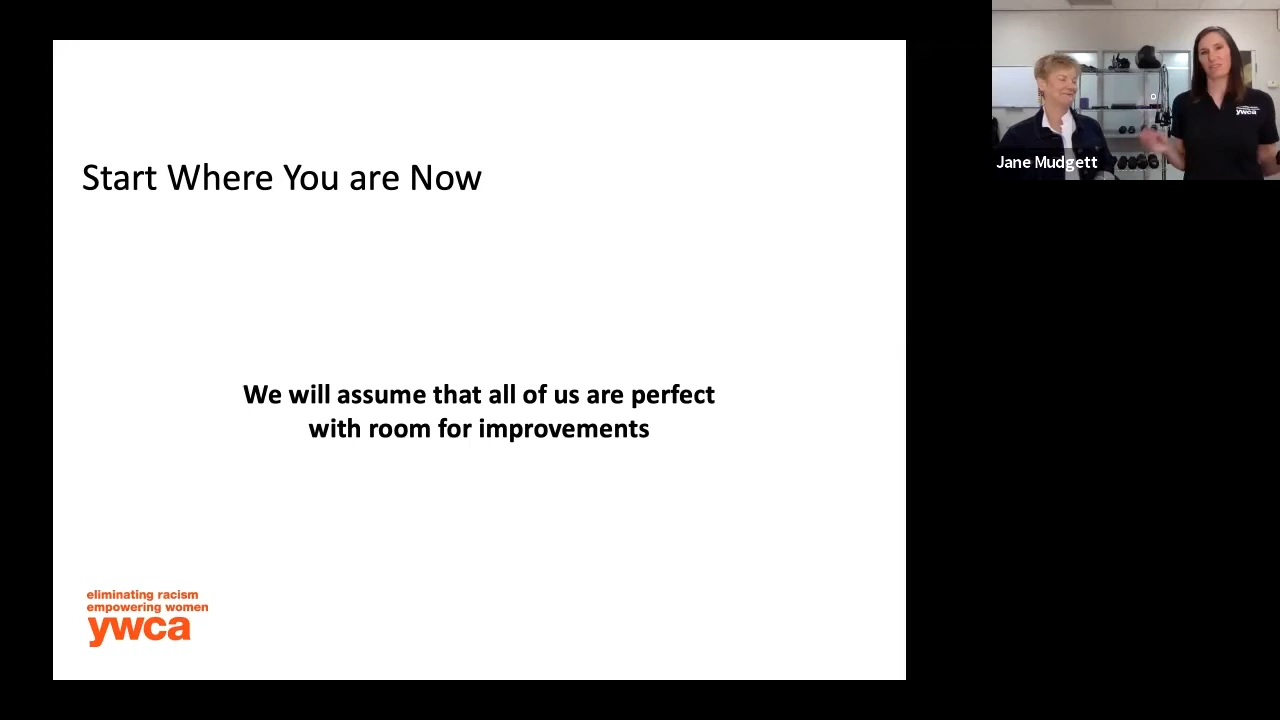 Start Where You are Now
We will assume that all of us are perfect
with room for improvements
eliminating racism
empowering women
ywca
Jane Mudgett
ywca